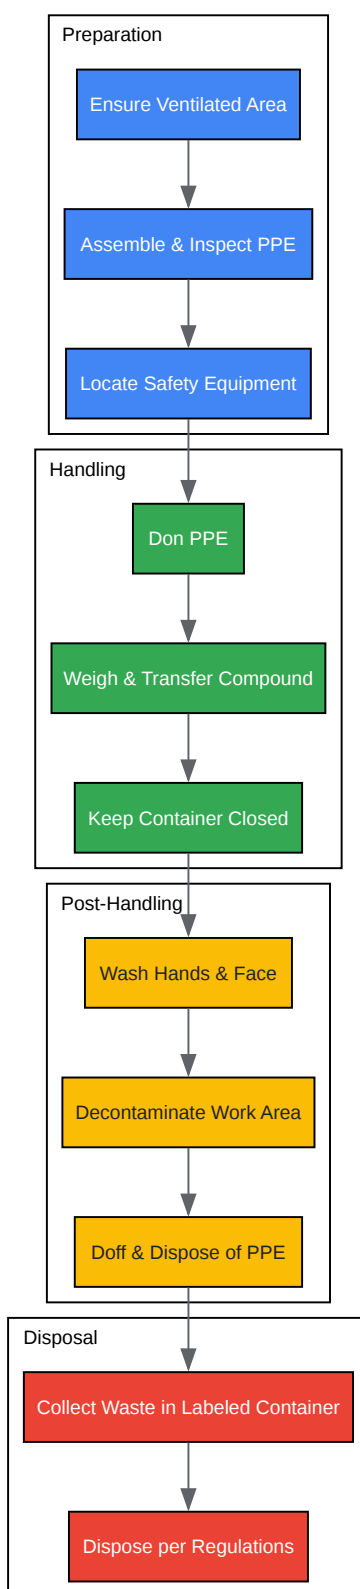 Preparation
Ensure Ventilated Area
Assemble & Inspect PPE
Locate Safety Equipment
Handling
Don PPE
Weigh & Transfer Compound
Keep Container Closed
Post-Handling
Wash Hands & Face
Decontaminate Work Area
Doff & Dispose of PPE
Disposal
Collect Waste in Labeled Container
Dispose per Regulations